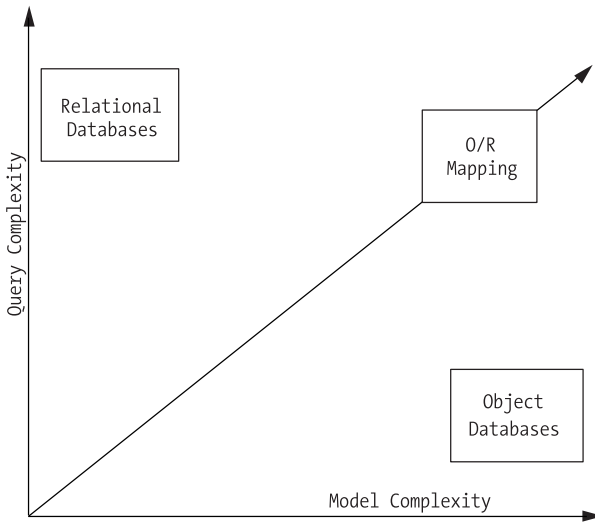 Relational
Databases
O/R
Mapping
Query Complexity
Object
Databases
Model Complexity